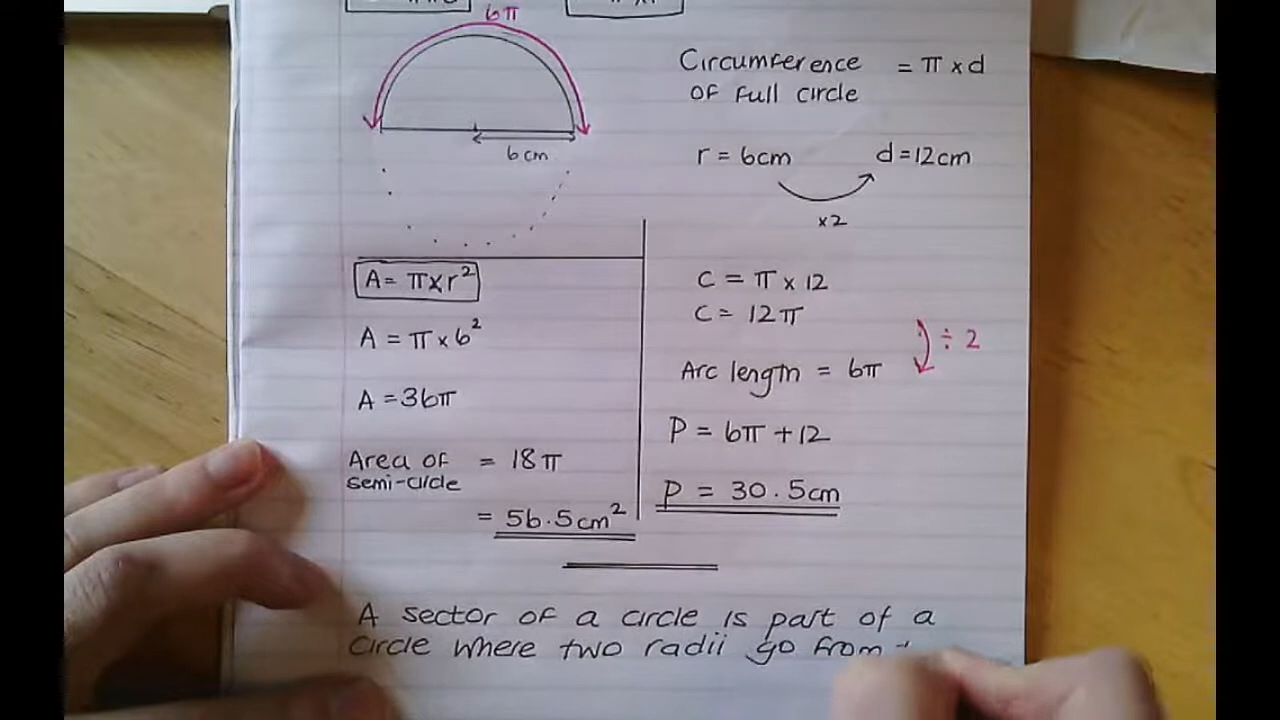 6π
6cm
Circumference = π × d
of full circle
r = 6cm d = 12cm
×2
A = π×r²
A = π × 6²
A = 36π
Area of = 18π
semi-circle
= 56.5cm²
C = π × 12
C = 12π
÷ 2
Arc length = 6π
P = 6π + 12
P = 30.5cm
A sector of a circle is part of a
circle where two radii go from